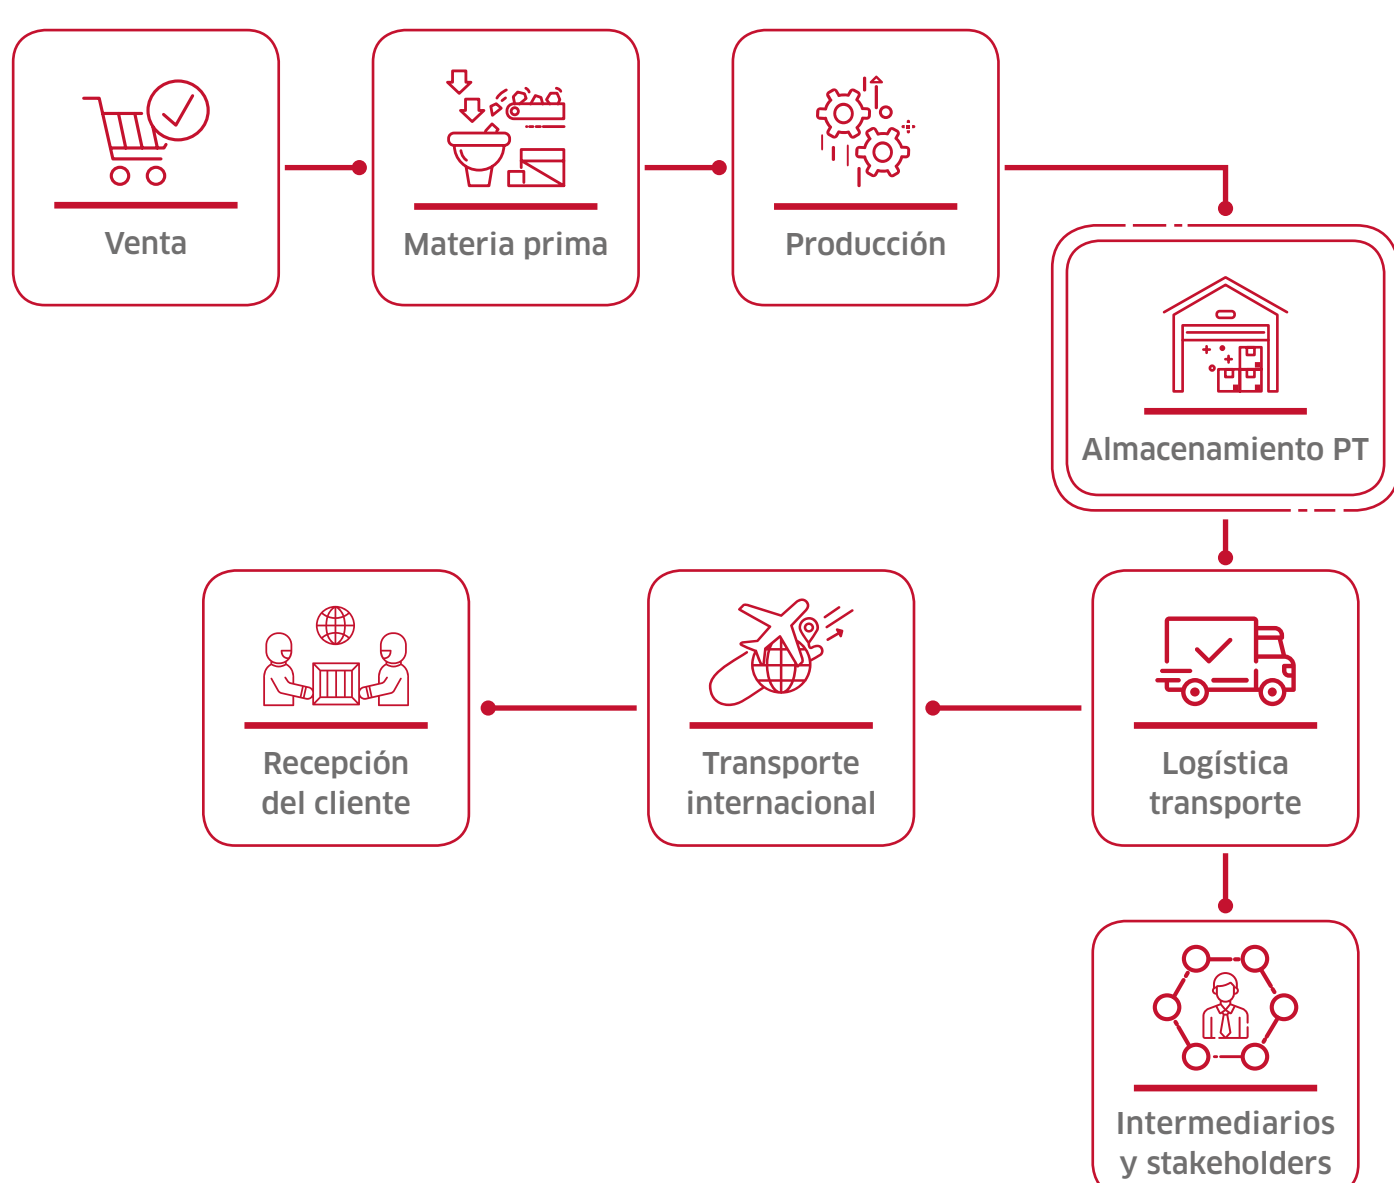 Venta
Materia prima
Producción
Almacenamiento PT
Recepción
del cliente
Transporte
internacional
Logística
transporte
Intermediarios
y stakeholders